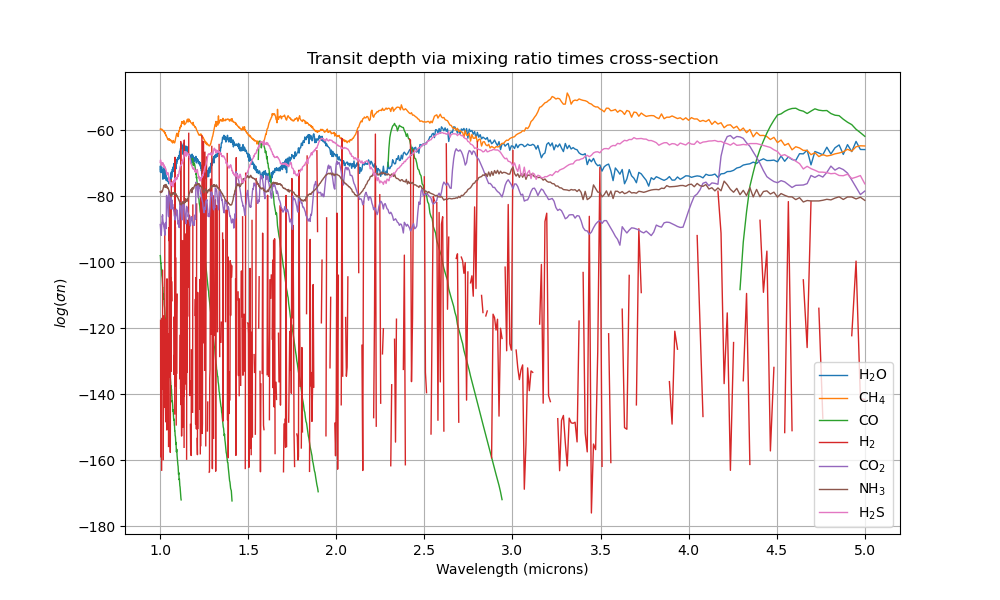 Transit depth via mixing ratio times cross-section
log(σn)
−60
−80
−100
−120
−140
−160
−180
1.0 1.5 2.0 2.5 3.0 3.5 4.0 4.5 5.0
Wavelength (microns)
H₂O
CH₄
CO
H₂
CO₂
NH₃
H₂S